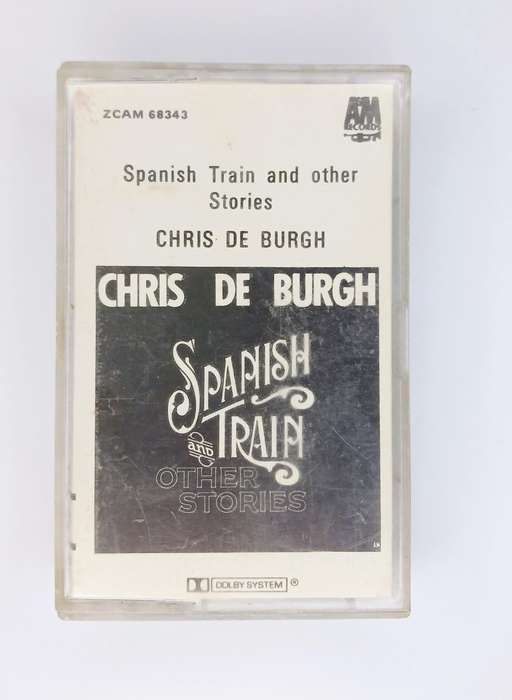 ZCAM 68343
A&M
RECORDS
Spanish Train and other
Stories
CHRIS DE BURGH
CHRIS DE BURGH
SPANISH
AND TRAIN
OTHER
STORIES
DOLBY SYSTEM ®